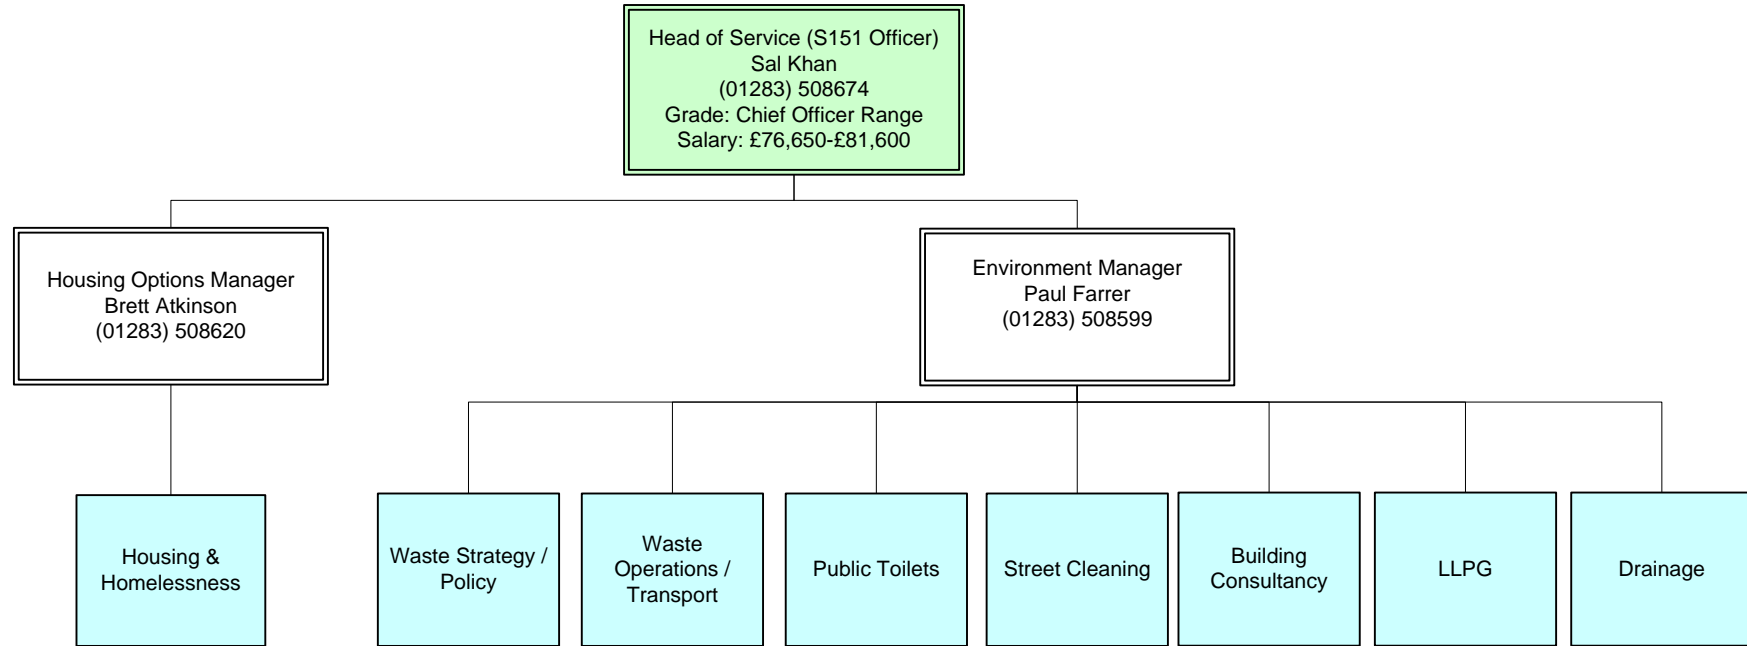 Head of Service (S151 Officer)
Sal Khan
(01283) 508674
Grade: Chief Officer Range
Salary: £76,650-£81,600
Housing Options Manager
Brett Atkinson
(01283) 508620
Environment Manager
Paul Farrer
(01283) 508599
Housing &
Homelessness
Waste Strategy /
Policy
Waste
Operations /
Transport
Public Toilets
Street Cleaning
Building
Consultancy
LLPG
Drainage